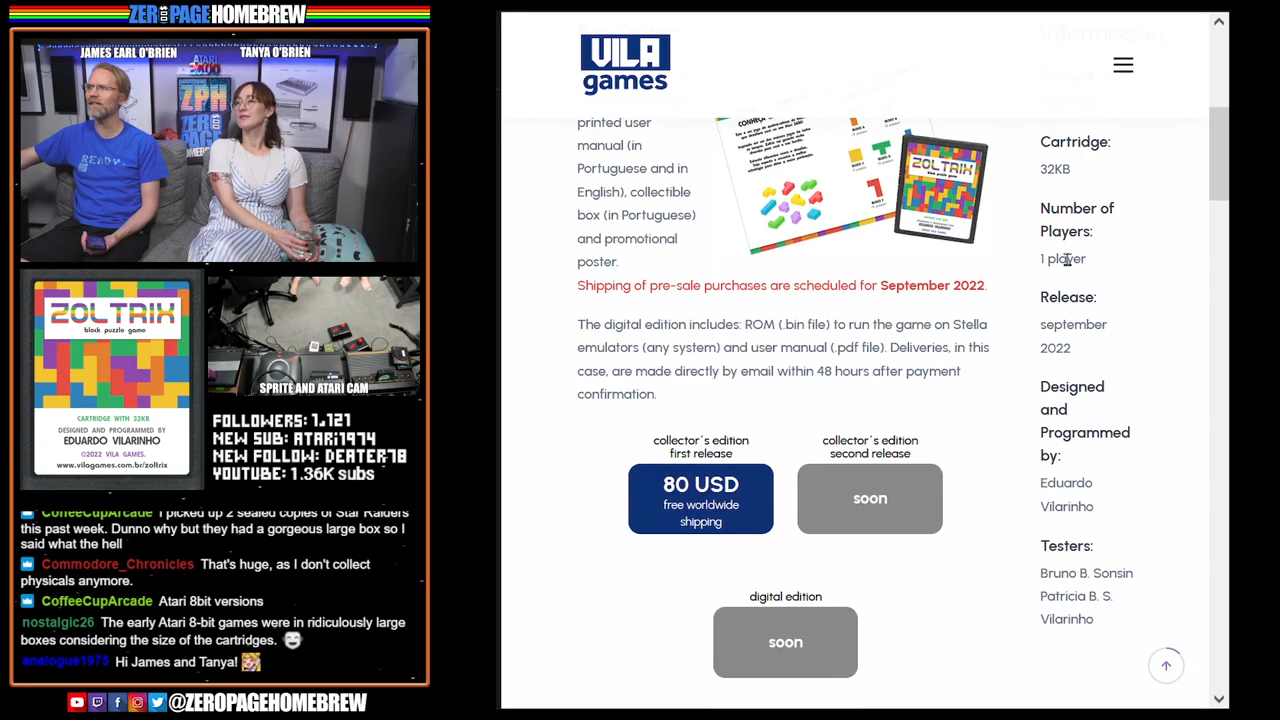 ZEROPAGE HOMEBREW
JAMES EARL O'BRIEN
TANYA O'BRIEN
ATARI
2600
ZPH
READY
ZOLTRIX
block puzzle game
CARTRIDGE WITH 32KB
DESIGNED AND PROGRAMMED BY
EDUARDO VILARINHO
©2022 VILA GAMES.
www.vilagames.com.br/zoltrix
SPRITE AND ATARI CAM
FOLLOWERS: 1,121
NEW SUB: ATARI1974
NEW FOLLOW: DEATER78
YOUTUBE: 1.36K subs
CoffeeCupArcade I picked up 2 sealed copies of Star Raiders
this past week. Dunno why but they had a gorgeous large box so I
said what the hell
Commodore_Chronicles That's huge, as I don't collect
physicals anymore.
CoffeeCupArcade Atari 8bit versions
nostalgic26 The early Atari 8-bit games were in ridiculously large
boxes considering the size of the cartridges.
analogue1975 Hi James and Tanya!
@ZEROPAGEHOMEBREW
VILA
games
printed user
manual (in
Portuguese and in
English), collectible
box (in Portuguese)
and promotional
poster.
ZOLTRIX
Shipping of pre-sale purchases are scheduled for September 2022.
The digital edition includes: ROM (.bin file) to run the game on Stella
emulators (any system) and user manual (.pdf file). Deliveries, in this
case, are made directly by email within 48 hours after payment
confirmation.
collector´s edition
first release
80 USD
free worldwide
shipping
collector´s edition
second release
soon
digital edition
soon
Cartridge:
32KB
Number of
Players:
1 player
Release:
september
2022
Designed
and
Programmed
by:
Eduardo
Vilarinho
Testers:
Bruno B. Sonsin
Patricia B. S.
Vilarinho